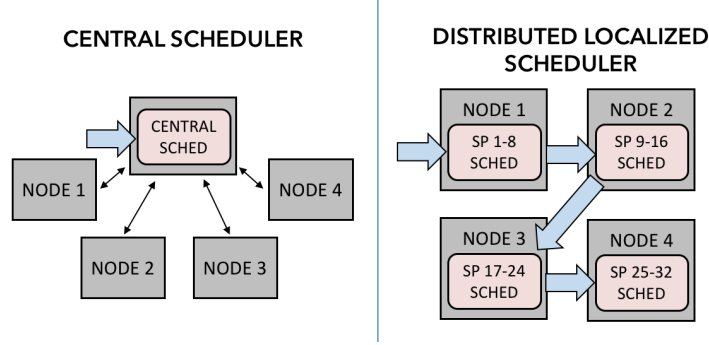 CENTRAL SCHEDULER
CENTRAL
SCHED
NODE 1
NODE 4
NODE 2
NODE 3
DISTRIBUTED LOCALIZED
SCHEDULER
NODE 1
SP 1-8
SCHED
NODE 2
SP 9-16
SCHED
NODE 3
SP 17-24
SCHED
NODE 4
SP 25-32
SCHED